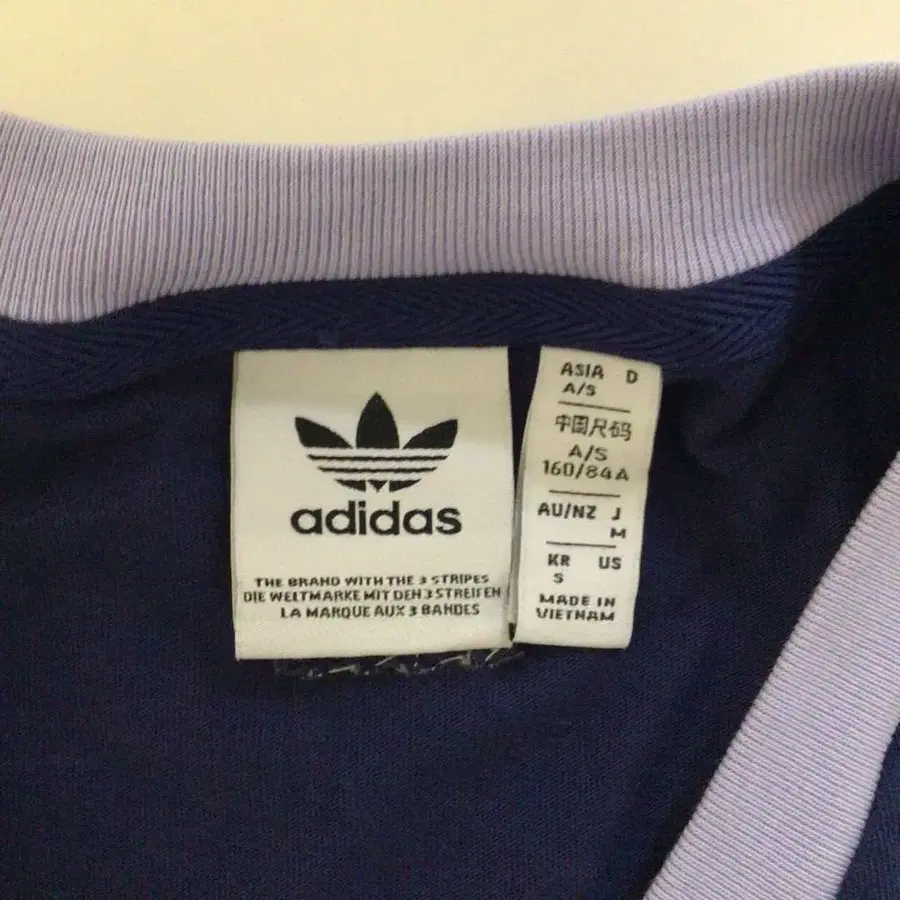 adidas
THE BRAND WITH THE 3 STRIPES
DIE WELTMARKE MIT DEN 3 STREIFEN
LA MARQUE AUX 3 BANDES
ASIA D
A/S
中国尺码
A/S
160/84A
AU/NZ J
M
KR US
S
MADE IN
VIETNAM